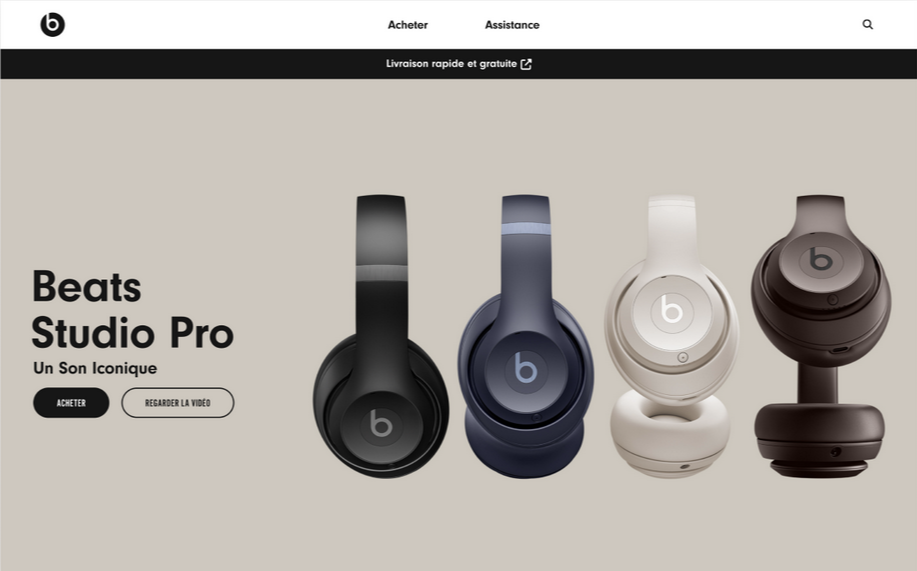 Acheter
Assistance
Livraison rapide et gratuite
Beats
Studio Pro
Un Son Iconique
ACHETER
REGARDER LA VIDÉO